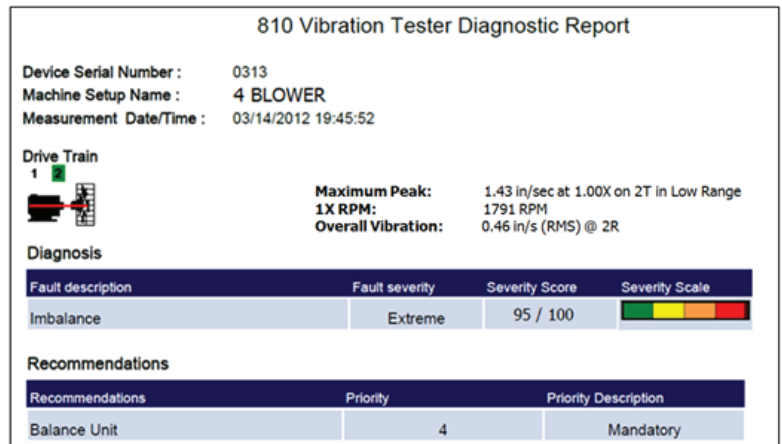 810 Vibration Tester Diagnostic Report
Device Serial Number : 0313
Machine Setup Name : 4 BLOWER
Measurement Date/Time : 03/14/2012 19:45:52
Drive Train
1 2
Maximum Peak: 1.43 in/sec at 1.00X on 2T in Low Range
1X RPM: 1791 RPM
Overall Vibration: 0.46 in/s (RMS) @ 2R
Diagnosis
Fault description Fault severity Severity Score Severity Scale
Imbalance Extreme 95 / 100
Recommendations
Recommendations Priority Priority Description
Balance Unit 4 Mandatory